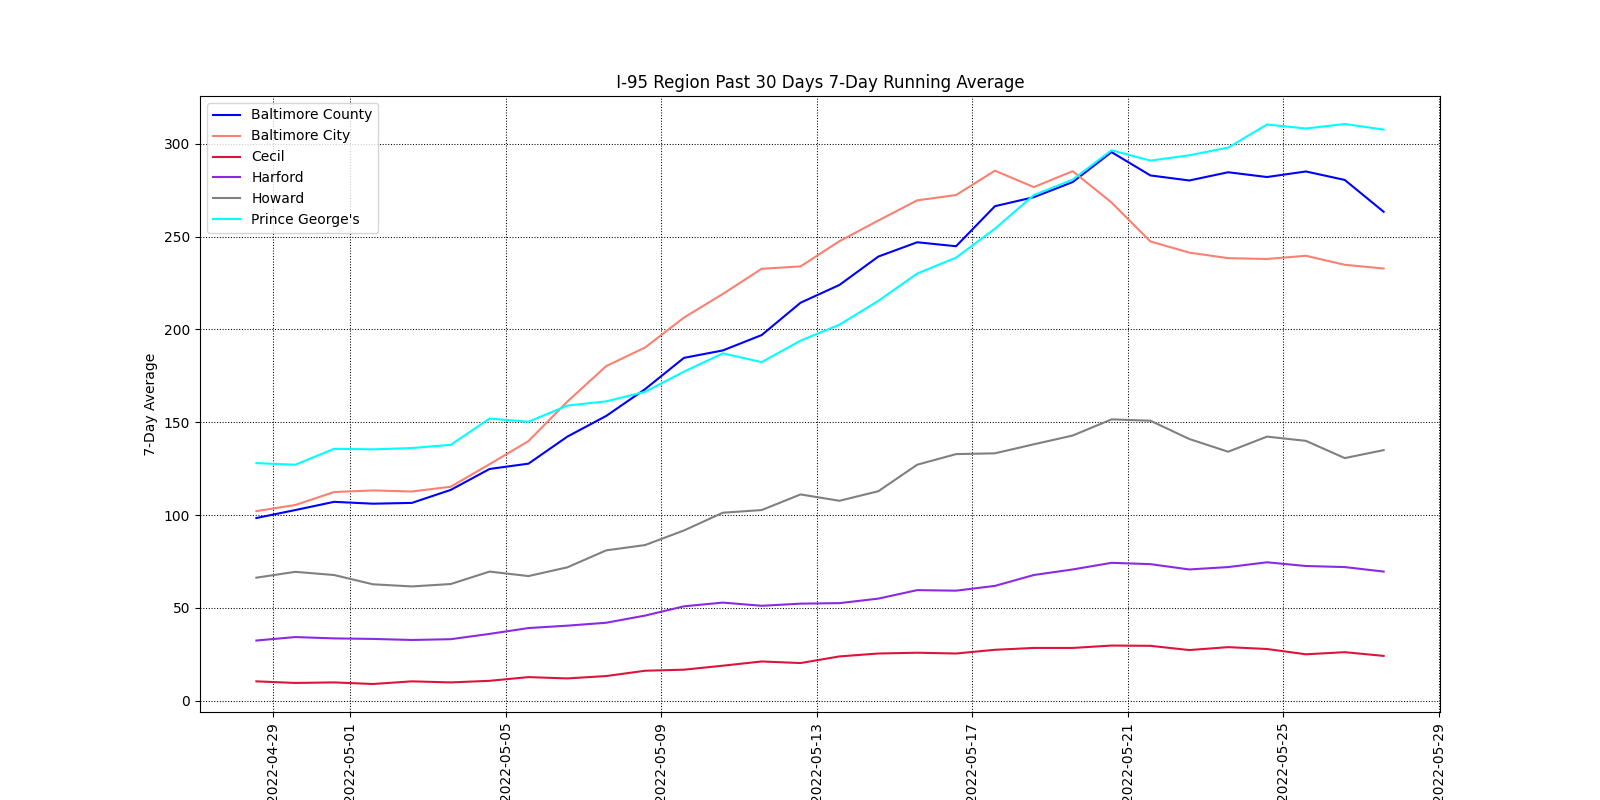 I-95 Region Past 30 Days 7-Day Running Average
Baltimore County
Baltimore City
Cecil
Harford
Howard
Prince George's
300
250
200
150
100
50
0
7-Day Average
2022-04-29
2022-05-01
2022-05-05
2022-05-09
2022-05-13
2022-05-17
2022-05-21
2022-05-25
2022-05-29